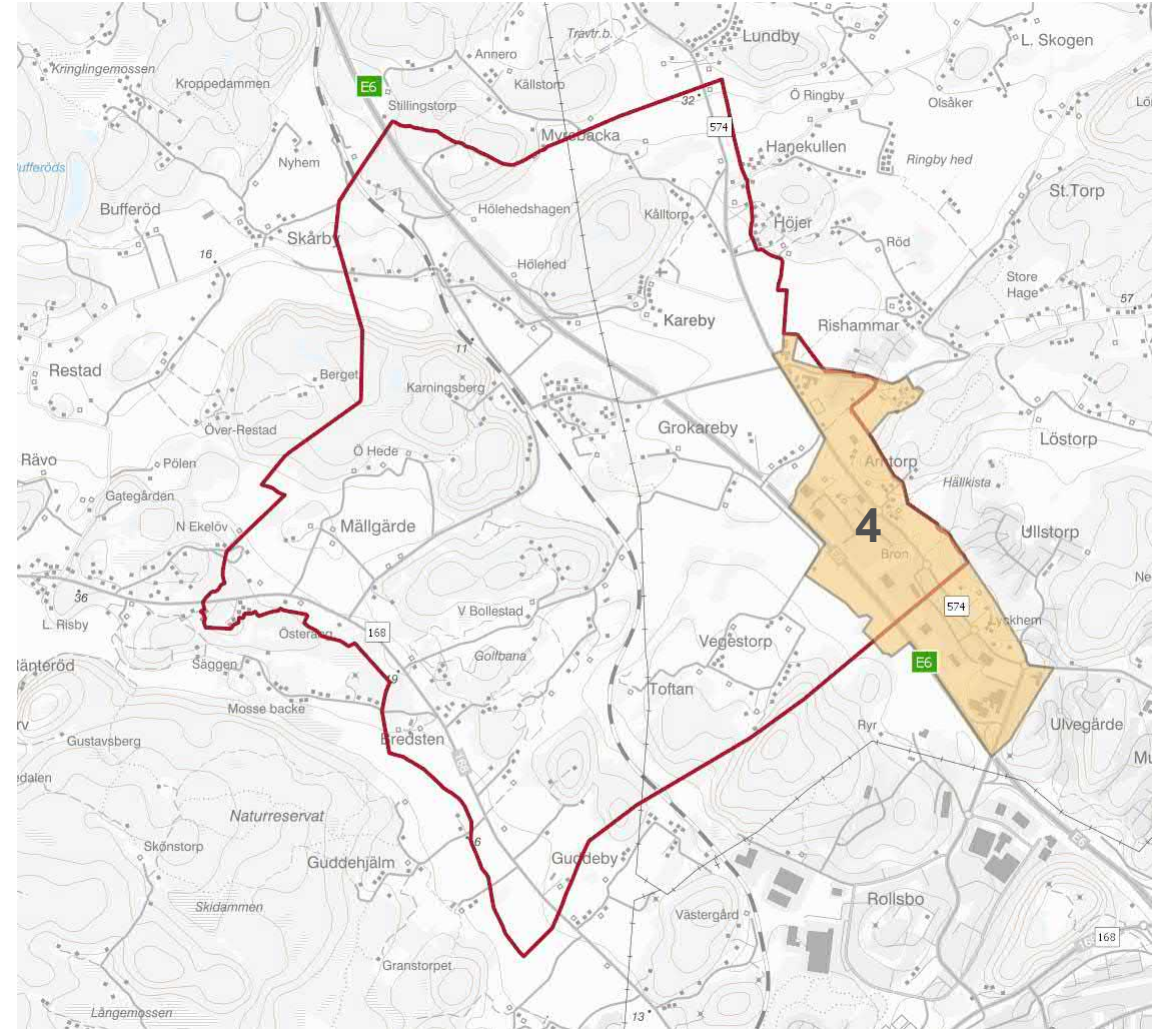 Lundby
L. Skogen
Travtr.b.
Annero
Kringlingemossen
Kroppedammen
E6
Källstorp
Stillingstorp
32
Ö Ringby
Olsåker
574
Myrebacka
Hanekullen
Ringby hed
Nyhem
St.Torp
Bufferöd
Hölehedshagen
Kålltorp
Höjer
Skårby
Röd
16
Hölehed
Store
Hage
57
Kareby
Rishammar
11
Restad
Berget
Karningsberg
Över-Restad
Grokareby
Löstorp
Ö Hede
Rävo
Pölen
Arntorp
Hällkista
Gategården
4
N Ekelöv
Mällgärde
Ullstorp
Bron
36
574
L. Risby
V Bollestad
Lyckhem
Österäng
168
Vegestorp
Golfbana
E6
Säggen
Toftan
Mosse backe
Ryr
Ulvegärde
Gustavsberg
Bredsten
Naturreservat
Skönstorp
6
Guddehjälm
Guddeby
Rollsbo
Skidammen
Västergård
168
Granstorpet
Långemossen
13